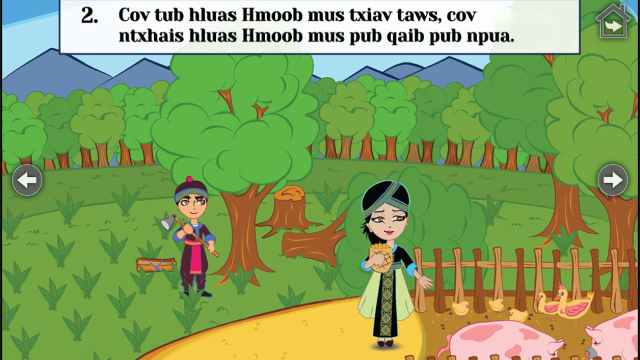 2. Cov tub hluas Hmoob mus txiav taws, cov
ntxhais hluas Hmoob mus pub qaib pub npua.